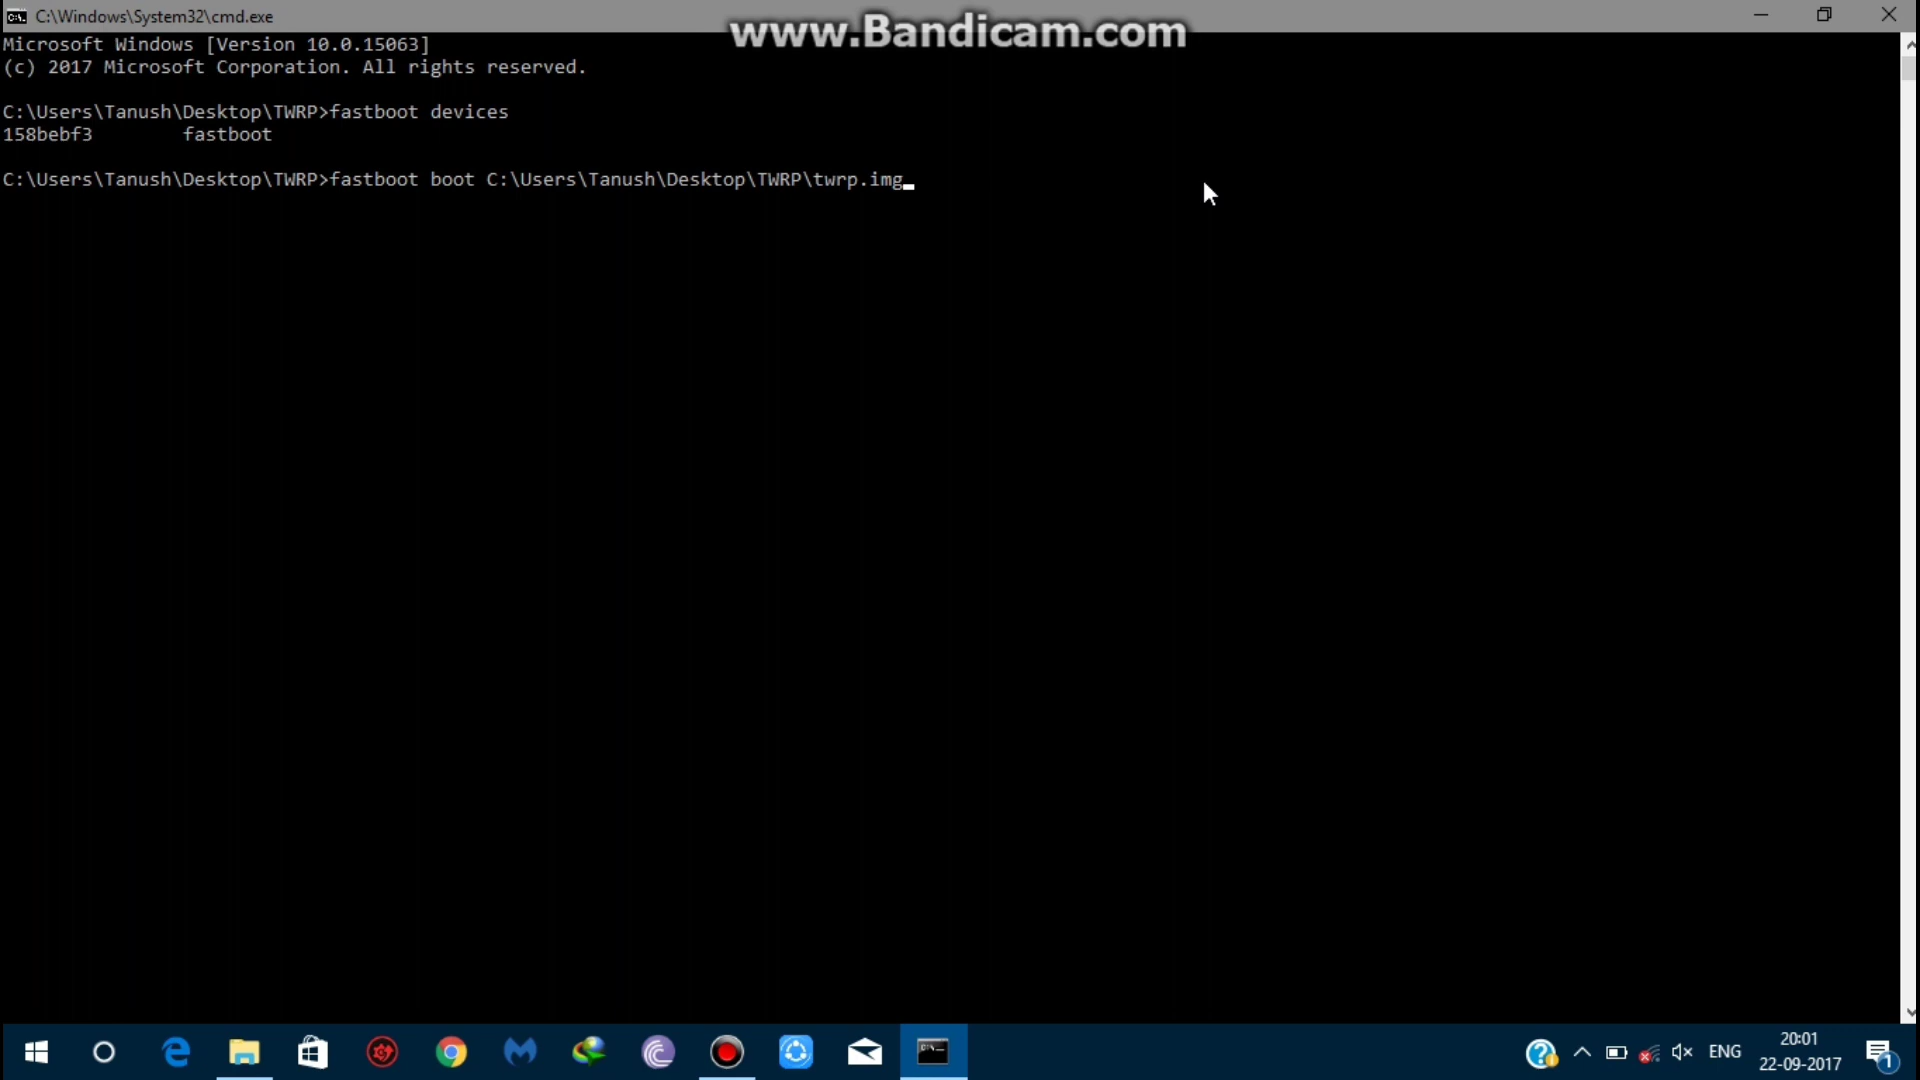 C:\Windows\System32\cmd.exe
www.Bandicam.com
Microsoft Windows [Version 10.0.15063]
(c) 2017 Microsoft Corporation. All rights reserved.
C:\Users\Tanush\Desktop\TWRP>fastboot devices
158bebf3 fastboot
C:\Users\Tanush\Desktop\TWRP>fastboot boot C:\Users\Tanush\Desktop\TWRP\twrp.img
ENG
20:01
22-09-2017
1